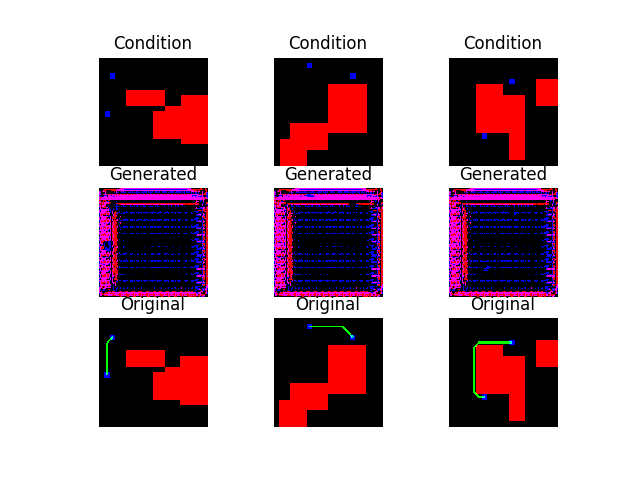 Condition Condition Condition
Generated Generated Generated
Original Original Original